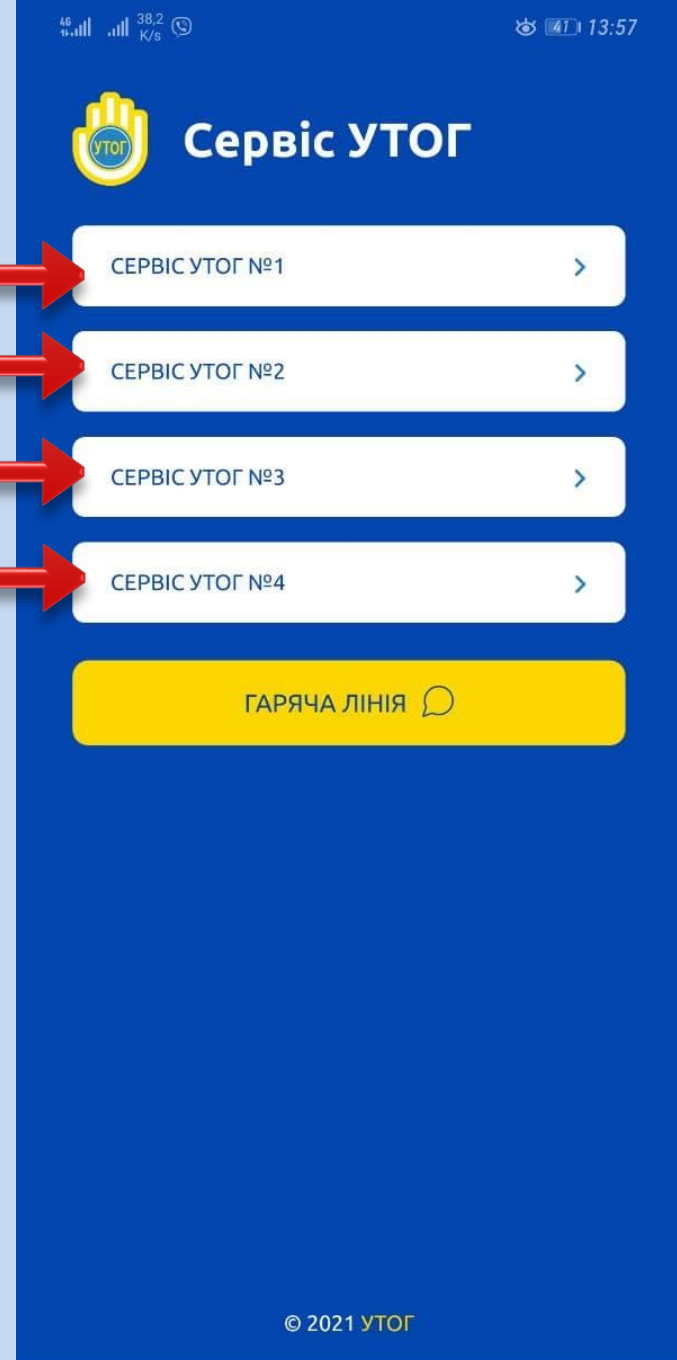 46
38,2
K/s
41 13:57
УТОГ
Сервіс УТОГ
СЕРВІС УТОГ №1
СЕРВІС УТОГ №2
СЕРВІС УТОГ №3
СЕРВІС УТОГ №4
ГАРЯЧА ЛІНІЯ
© 2021 УТОГ